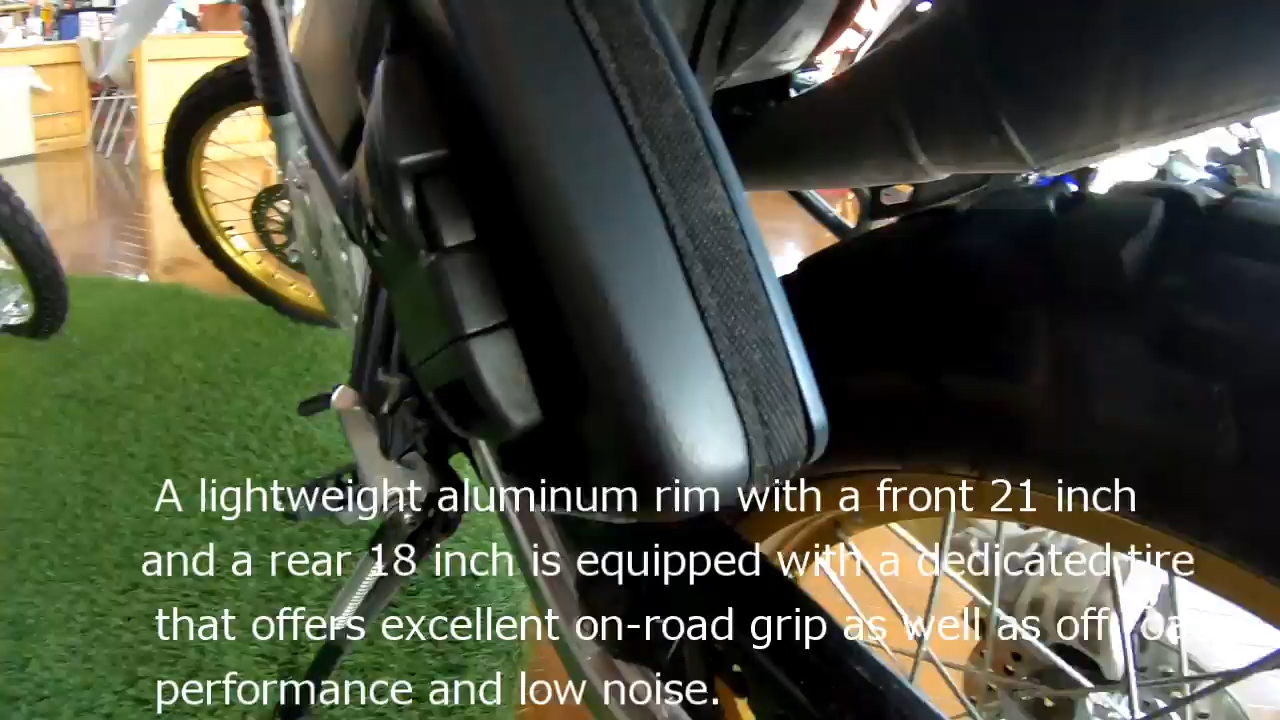 A lightweight aluminum rim with a front 21 inch
and a rear 18 inch is equipped with a dedicated tire
that offers excellent on-road grip as well as
performance and low noise.